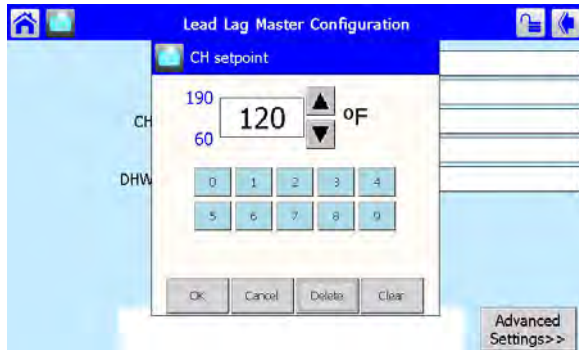 Lead Lag Master Configuration
CH setpoint
190
120 ºF
60
CH
DHW
0 1 2 3 4
5 6 7 8 9
OK Cancel Delete Clear
Advanced
Settings>>